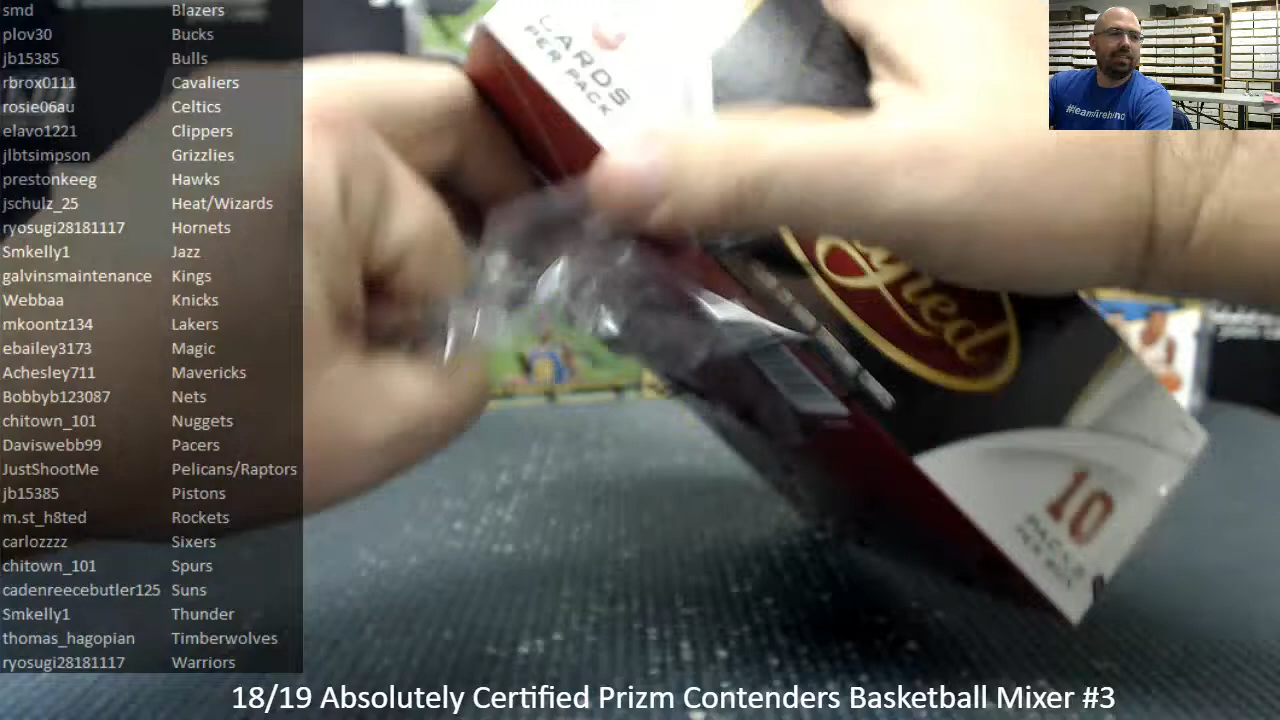 smd Blazers
plov30 Bucks
jb15385 Bulls
rbrox0111 Cavaliers
rosie06au Celtics
elavo1221 Clippers
jlbtsimpson Grizzlies
prestonkeeg Hawks
jschulz_25 Heat/Wizards
ryosugi28181117 Hornets
Smkelly1 Jazz
galvinsmaintenance Kings
Webbaa Knicks
mkoontz134 Lakers
ebailey3173 Magic
Achesley711 Mavericks
Bobbyb123087 Nets
chitown_101 Nuggets
Daviswebb99 Pacers
JustShootMe Pelicans/Raptors
jb15385 Pistons
m.st_h8ted Rockets
carlozzzz Sixers
chitown_101 Spurs
cadenreecebutler125 Suns
Smkelly1 Thunder
thomas_hagopian Timberwolves
ryosugi28181117 Warriors
CARDS
PER PACK
10
PACKS
PER BOX
18/19 Absolutely Certified Prizm Contenders Basketball Mixer #3